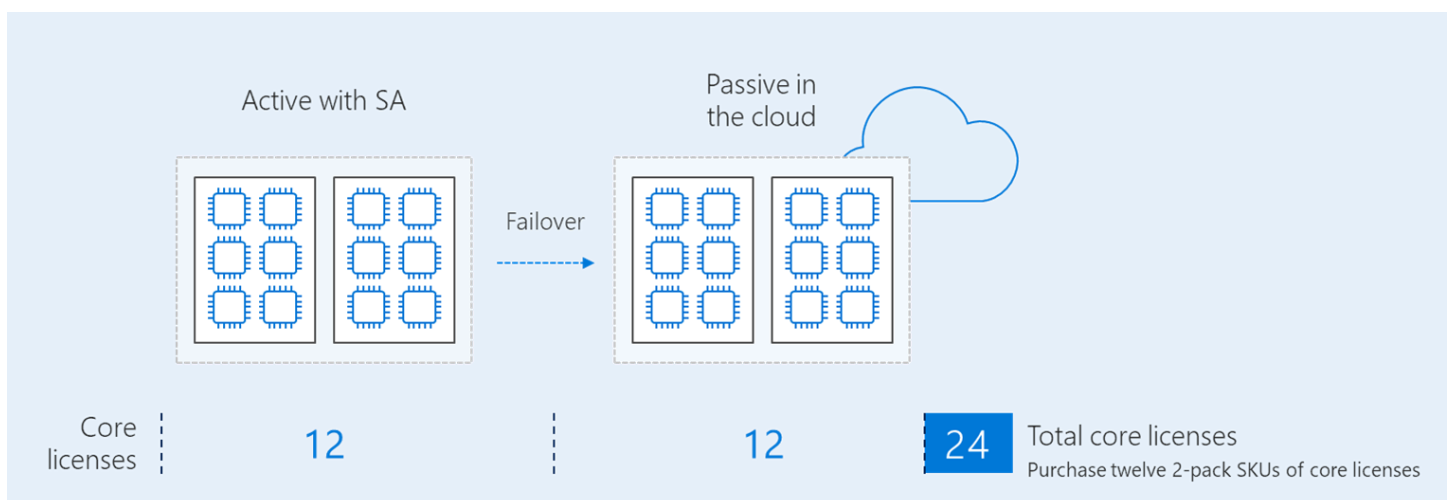 Active with SA
Passive in
the cloud
Failover
Core
licenses
12
12
24
Total core licenses
Purchase twelve 2-pack SKUs of core licenses